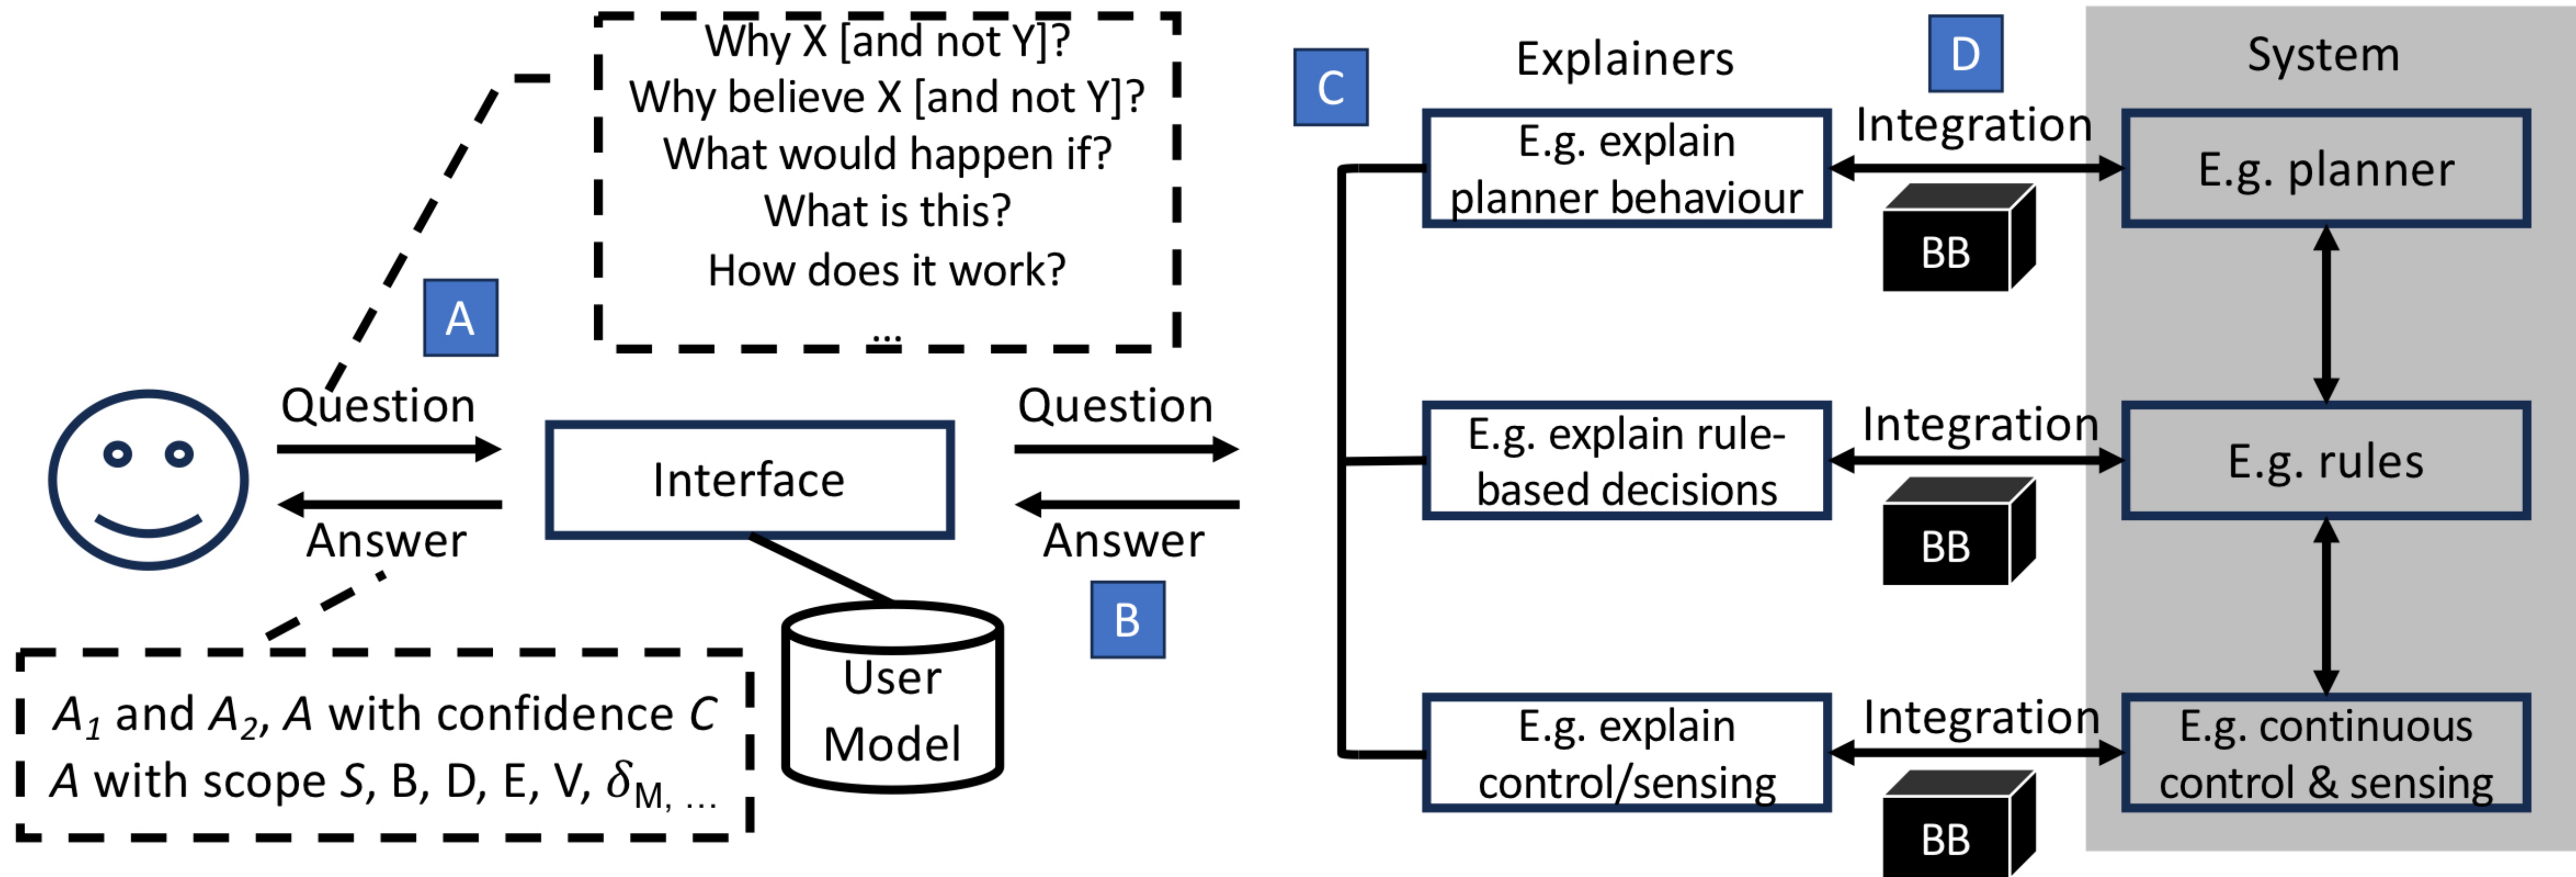 Why X [and not Y]?
Why believe X [and not Y]?
What would happen if?
What is this?
How does it work?
...
A
Question
Answer
Interface
User
Model
Question
Answer
B
A₁ and A₂, A with confidence C
A with scope S, B, D, E, V, δ_M, ...
C
Explainers
D
System
E.g. explain
planner behaviour
Integration
BB
E.g. planner
E.g. explain rule-
based decisions
Integration
BB
E.g. rules
E.g. explain
control/sensing
Integration
BB
E.g. continuous
control & sensing